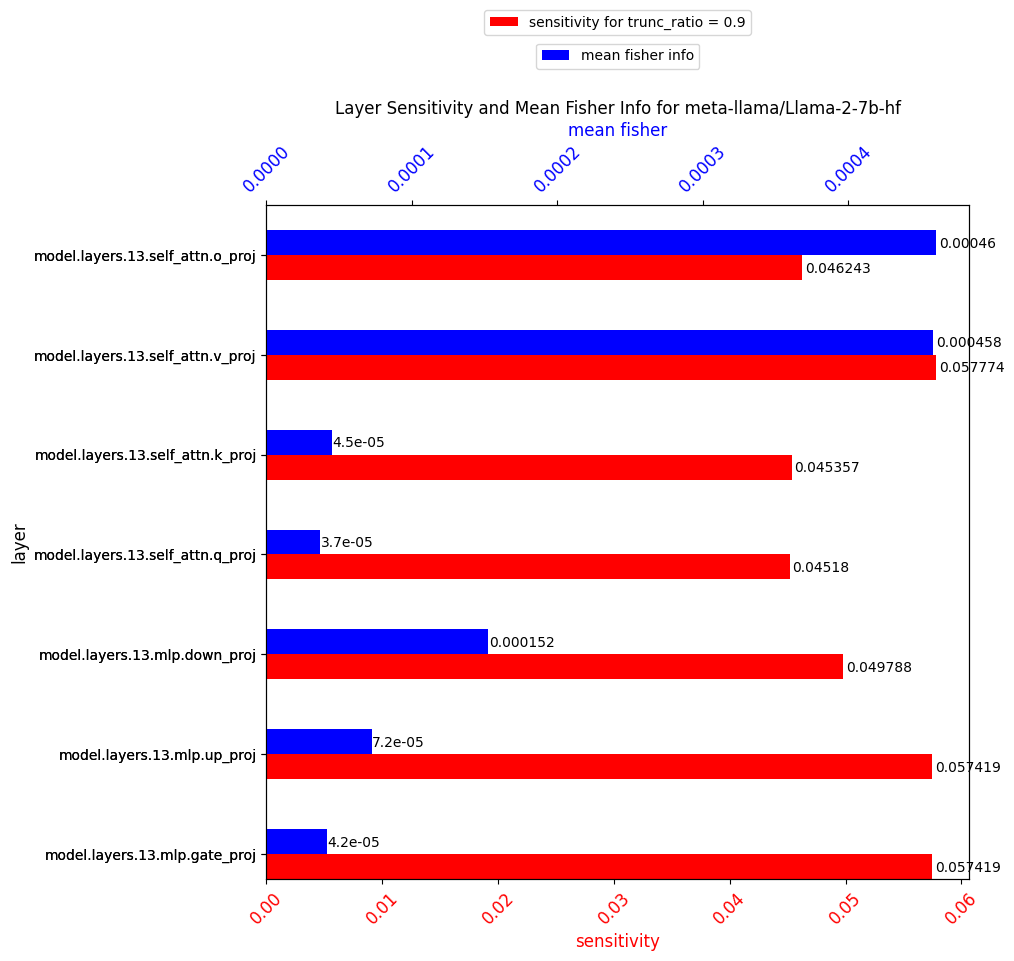 sensitivity for trunc_ratio = 0.9
mean fisher info
Layer Sensitivity and Mean Fisher Info for meta-llama/Llama-2-7b-hf
mean fisher
0.0000 0.0001 0.0002 0.0003 0.0004
model.layers.13.self_attn.o_proj
0.00046
0.046243
model.layers.13.self_attn.v_proj
0.000458
0.057774
model.layers.13.self_attn.k_proj
4.5e-05
0.045357
layer
model.layers.13.self_attn.q_proj
3.7e-05
0.04518
model.layers.13.mlp.down_proj
0.000152
0.049788
model.layers.13.mlp.up_proj
7.2e-05
0.057419
model.layers.13.mlp.gate_proj
4.2e-05
0.057419
0.00 0.01 0.02 0.03 0.04 0.05 0.06
sensitivity